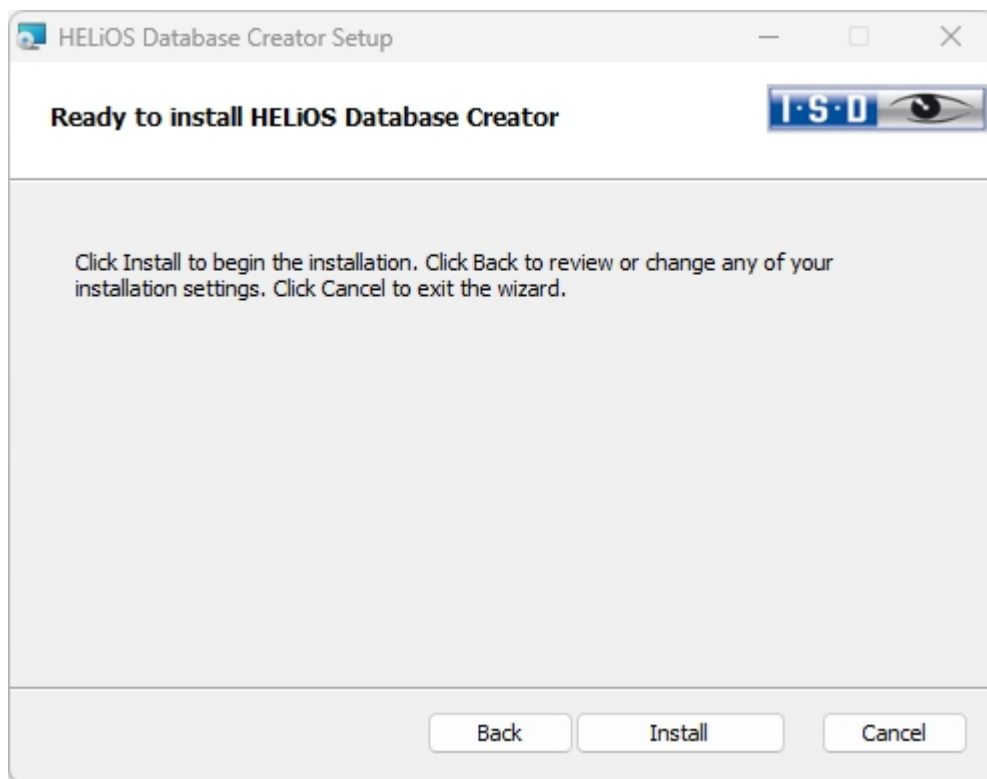 HELiOS Database Creator Setup
Ready to install HELiOS Database Creator
I·S·D
Click Install to begin the installation. Click Back to review or change any of your
installation settings. Click Cancel to exit the wizard.
Back Install Cancel